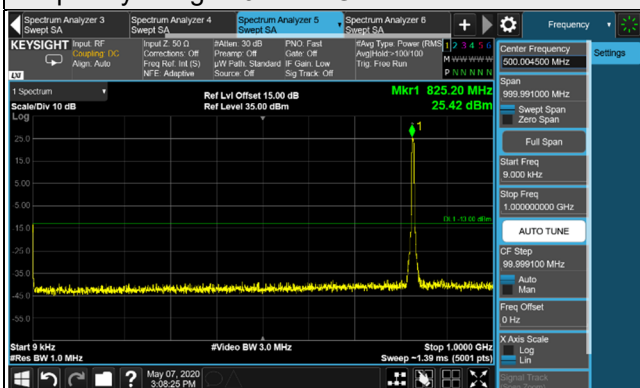 Spectrum Analyzer 3
Swept SA
Spectrum Analyzer 4
Swept SA
Spectrum Analyzer 5
Swept SA
Spectrum Analyzer 6
Swept SA
+
Frequency
KEYSIGHT
Input: RF
Coupling: DC
Align: Auto
Input Z: 50 Ω
Corrections: Off
Freq Ref: Int (S)
NFE: Adaptive
#Atten: 30 dB
Preamp: Off
µW Path: Standard
Source: Off
PNO: Fast
Gate: Off
IF Gain: Low
Sig Track: Off
#Avg Type: Power (RMS)
Avg|Hold:>100/100
Trig: Free Run
1 2 3 4 5 6
M W W W W W
P N N N N N
LXI
Center Frequency
500.004500 MHz
Settings
Span
999.991000 MHz
Swept Span
Zero Span
Full Span
Start Freq
9.000 kHz
Stop Freq
1.000000000 GHz
AUTO TUNE
CF Step
99.999100 MHz
Auto
Man
Freq Offset
0 Hz
X Axis Scale
Log
Lin
Signal Track
1 Spectrum
Scale/Div 10 dB
Log
Ref Lvl Offset 15.00 dB
Ref Level 35.00 dBm
Mkr1 825.20 MHz
25.42 dBm
1
25.0
15.0
5.00
-5.00
DL1 -13.00 dBm
-15.0
-25.0
-35.0
-45.0
-55.0
Start 9 kHz
#Res BW 1.0 MHz
#Video BW 3.0 MHz
Stop 1.0000 GHz
Sweep ~1.39 ms (5001 pts)
?
May 07, 2020
3:08:25 PM